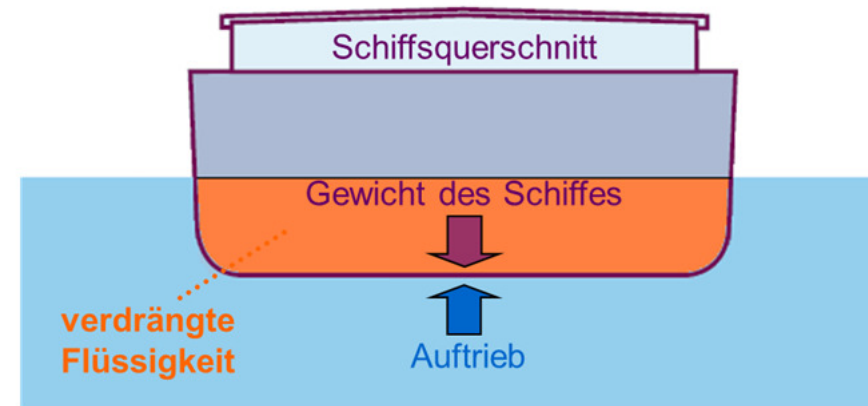 Schiffsquerschnitt
Gewicht des Schiffes
verdrängte
Flüssigkeit
Auftrieb